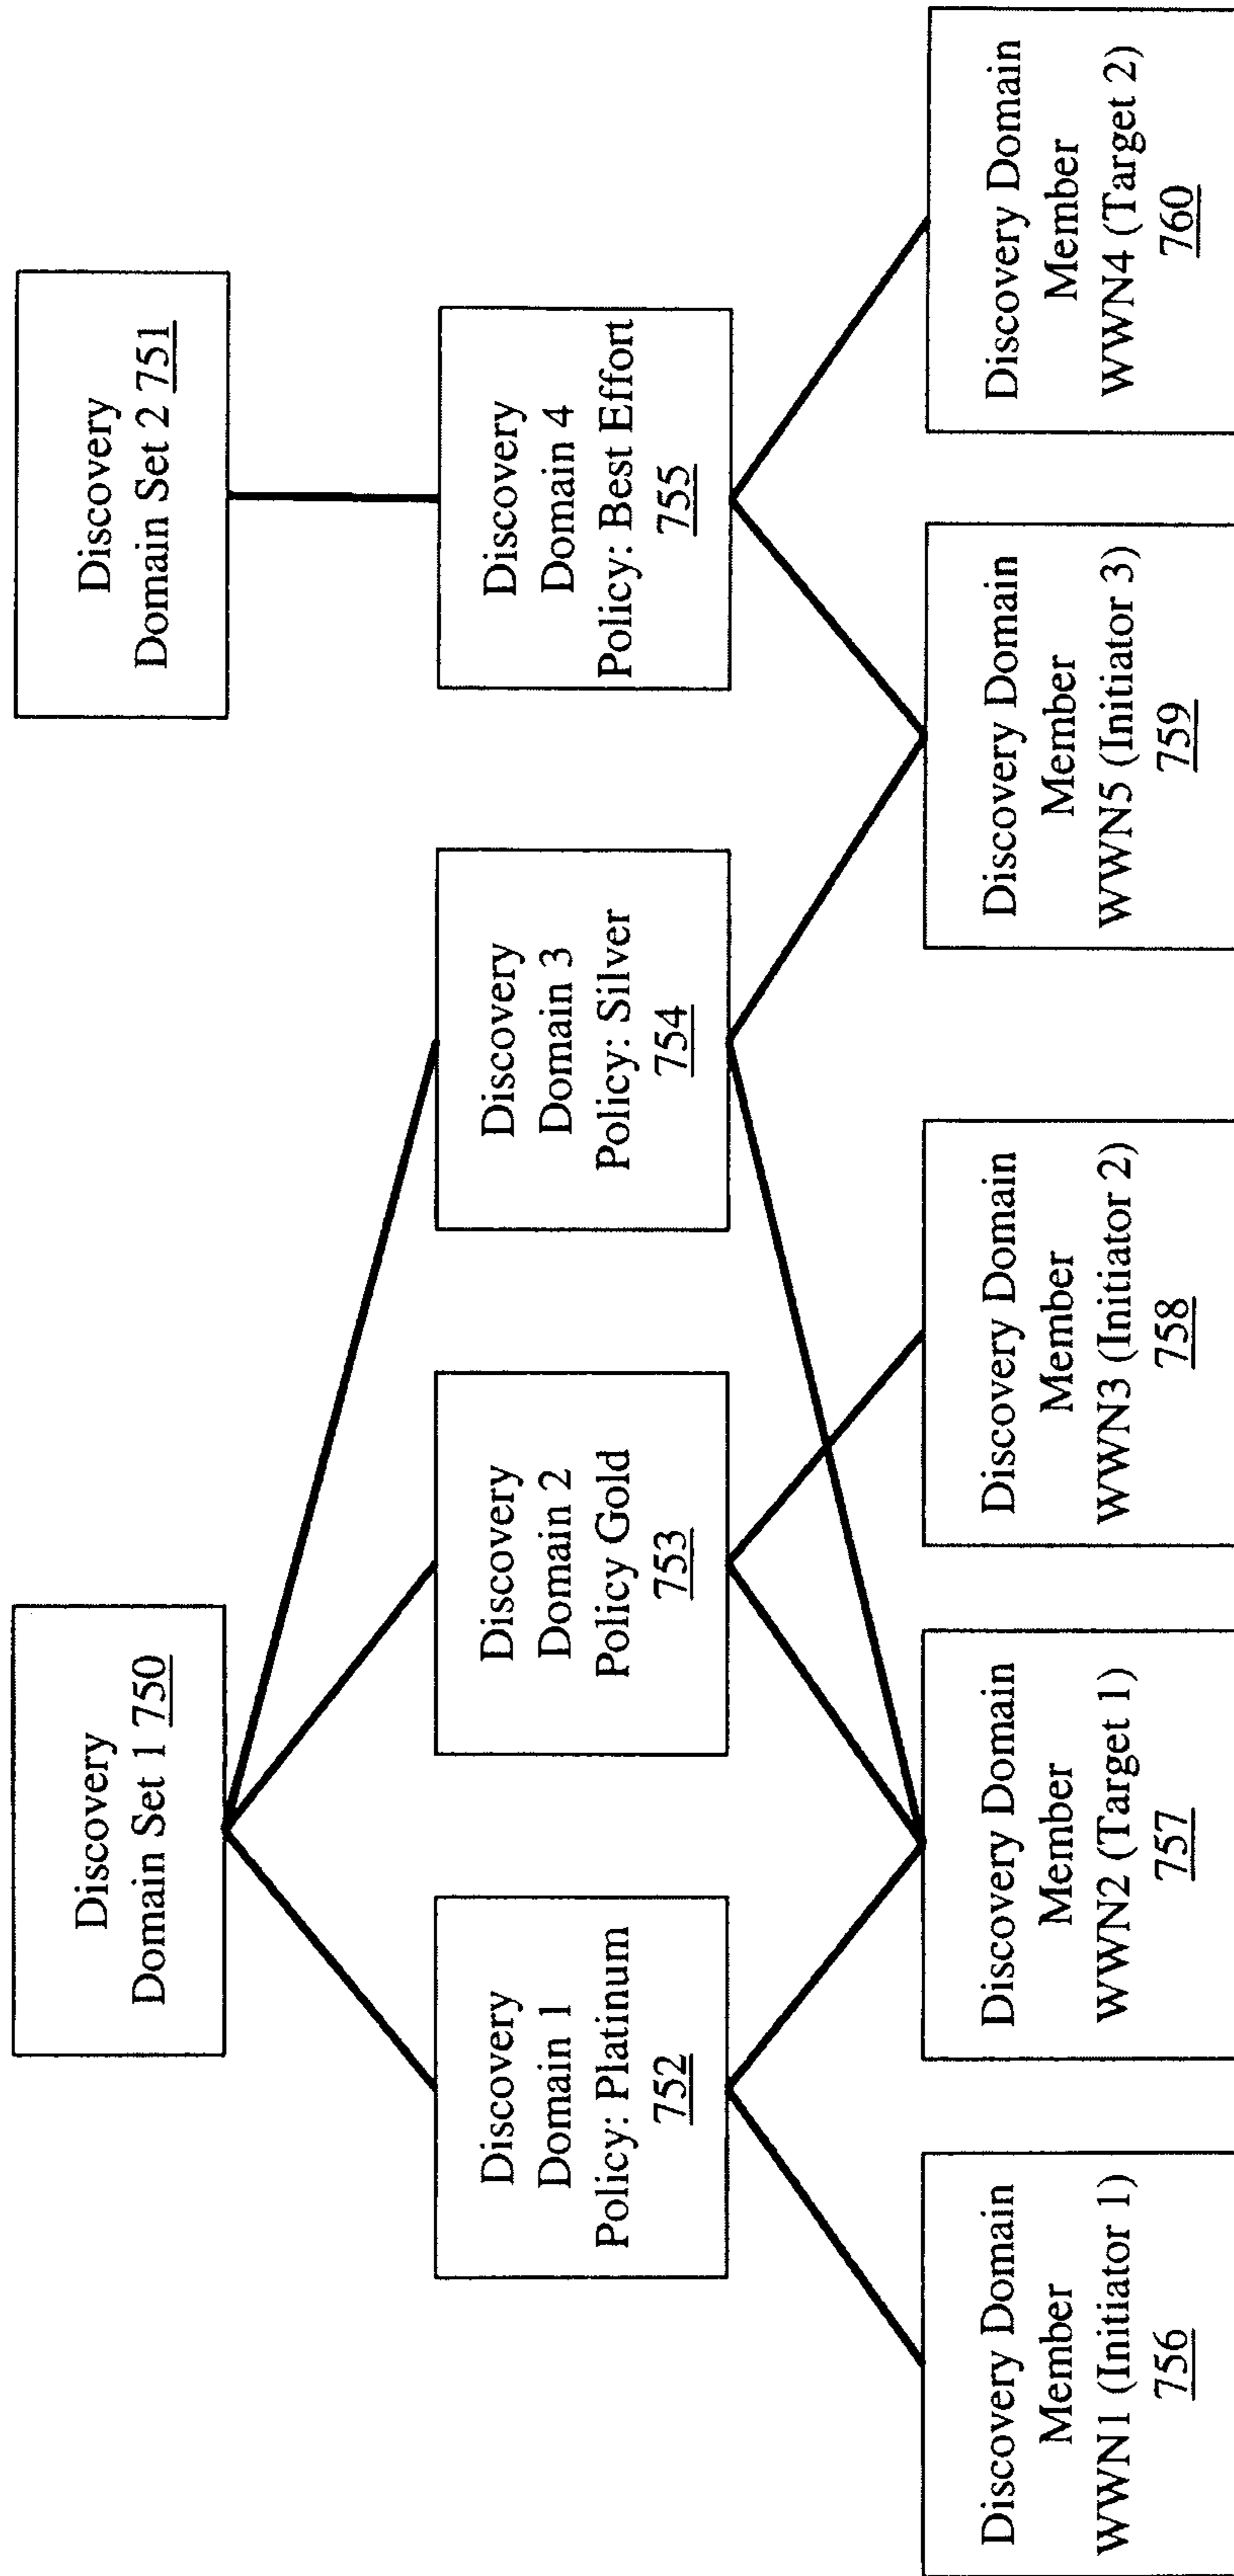 Discovery
Domain Set 1 750
Discovery
Domain Set 2 751
Discovery
Domain 1
Policy: Platinum
752
Discovery
Domain 2
Policy Gold
753
Discovery
Domain 3
Policy: Silver
754
Discovery
Domain 4
Policy: Best Effort
755
Discovery Domain
Member
WWN1 (Initiator 1)
756
Discovery Domain
Member
WWN2 (Target 1)
757
Discovery Domain
Member
WWN3 (Initiator 2)
758
Discovery Domain
Member
WWN5 (Initiator 3)
759
Discovery Domain
Member
WWN4 (Target 2)
760